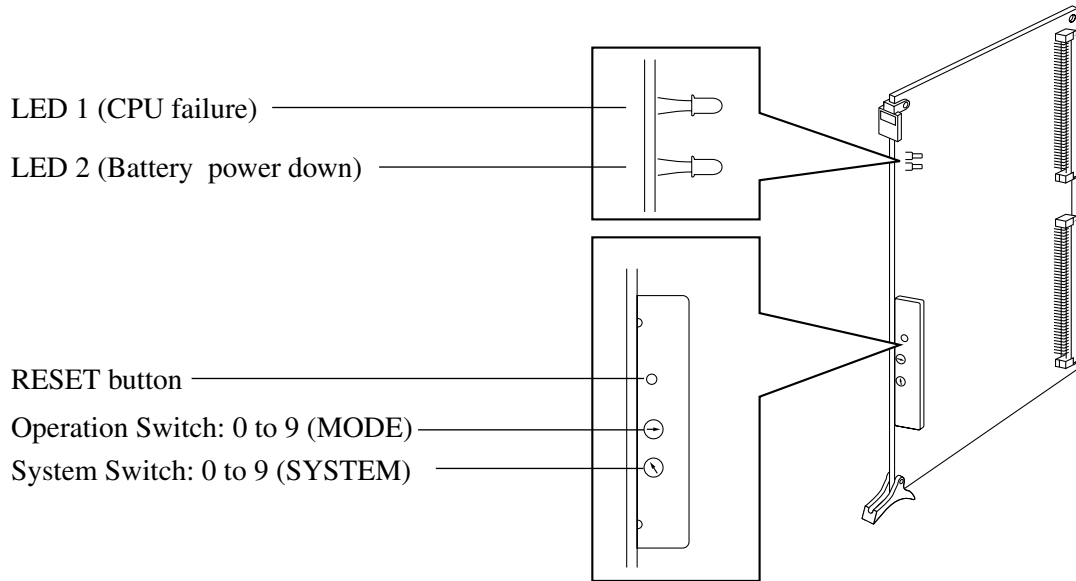 LED 1 (CPU failure)
LED 2 (Battery  power down)
RESET button
Operation Switch: 0 to 9 (MODE)
System Switch: 0 to 9 (SYSTEM)